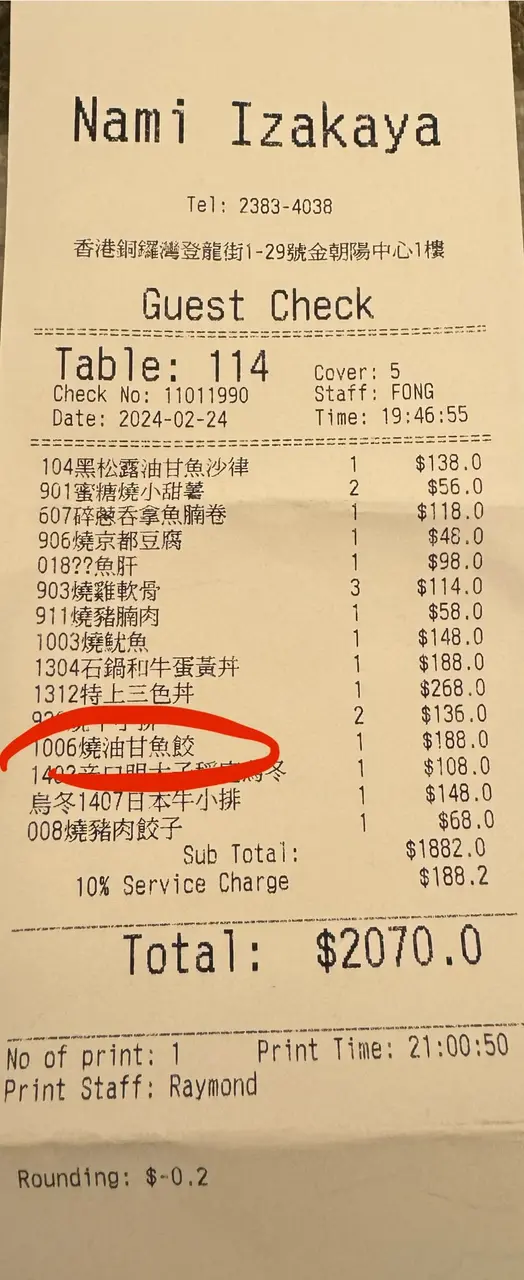 Nami Izakaya
Tel: 2383-4038
香港銅鑼灣登龍街1-29號金朝陽中心1樓
Guest Check
Table: 114 Cover: 5
Check No: 11011990 Staff: FONG
Date: 2024-02-24 Time: 19:46:55
104黑松露油甘魚沙律 1 $138.0
901蜜糖燒小甜薯 2 $56.0
607碎蔥吞拿魚腩卷 1 $118.0
906燒京都豆腐 1 $48.0
018??魚肝 1 $98.0
903燒雞軟骨 3 $114.0
911燒豬腩肉 1 $58.0
1003燒魷魚 1 $148.0
1304石鍋和牛蛋黃丼 1 $188.0
1312特上三色丼 1 $268.0
2 $136.0
1006燒油甘魚餃 1 $188.0
烏冬 1 $108.0
烏冬1407日本牛小排 1 $148.0
008燒豬肉餃子 1 $68.0
Sub Total: $1882.0
10% Service Charge $188.2
Total: $2070.0
No of print: 1 Print Time: 21:00:50
Print Staff: Raymond
Rounding: $-0.2